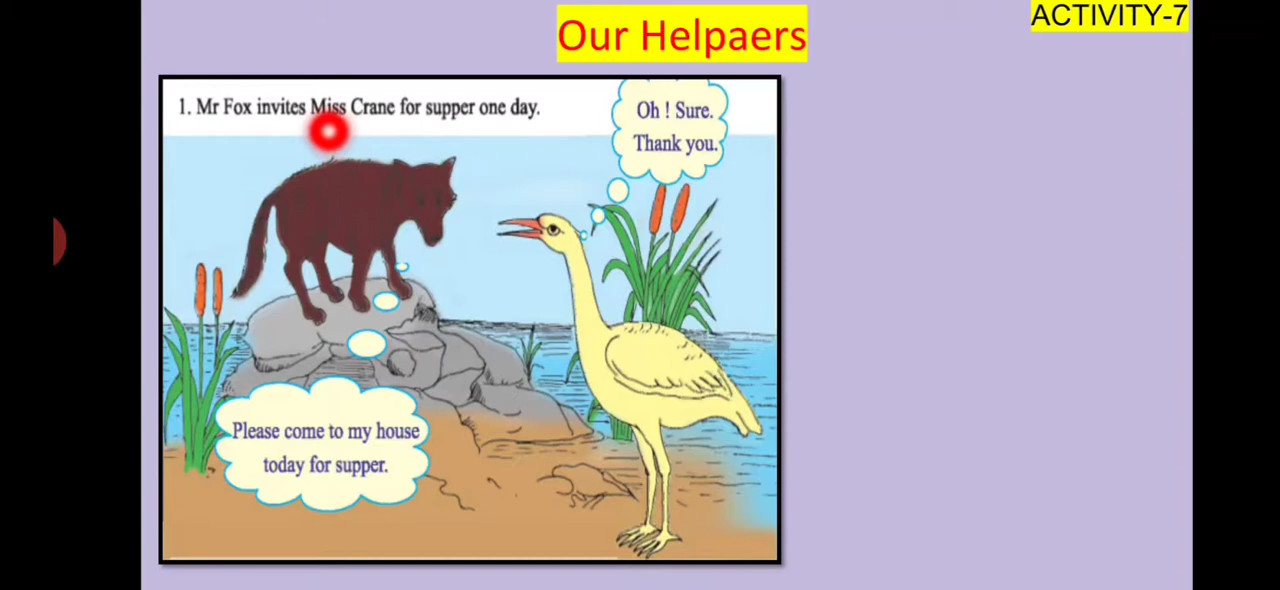 Our Helpaers
ACTIVITY-7
1. Mr Fox invites Miss Crane for supper one day.
Oh ! Sure.
Thank you.
Please come to my house
today for supper.